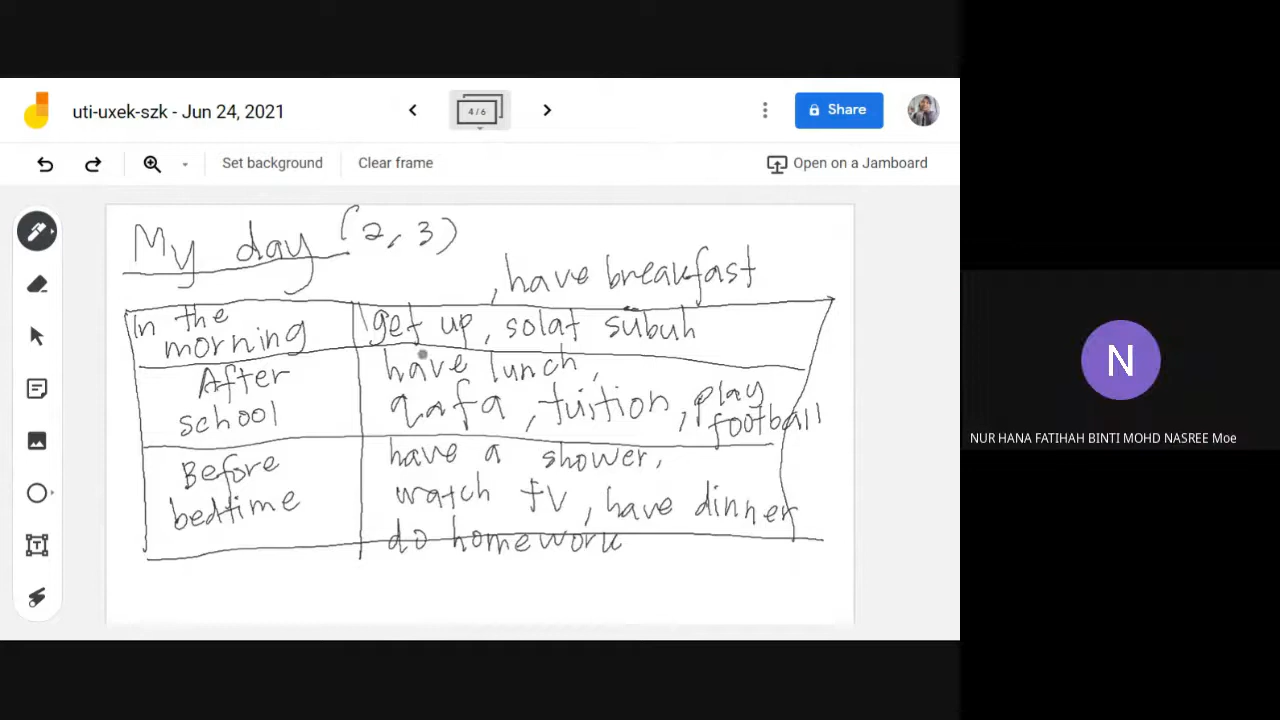 uti-uxek-szk - Jun 24, 2021
4/6
Share
Set background
Clear frame
Open on a Jamboard
My day (2, 3)
, have breakfast
In the
morning
get up, solat subuh
After
school
have lunch,
qafa, tuition, play
football
Before
bedtime
have a shower,
watch TV, have dinner
do homework
N
NUR HANA FATIHAH BINTI MOHD NASREE Moe